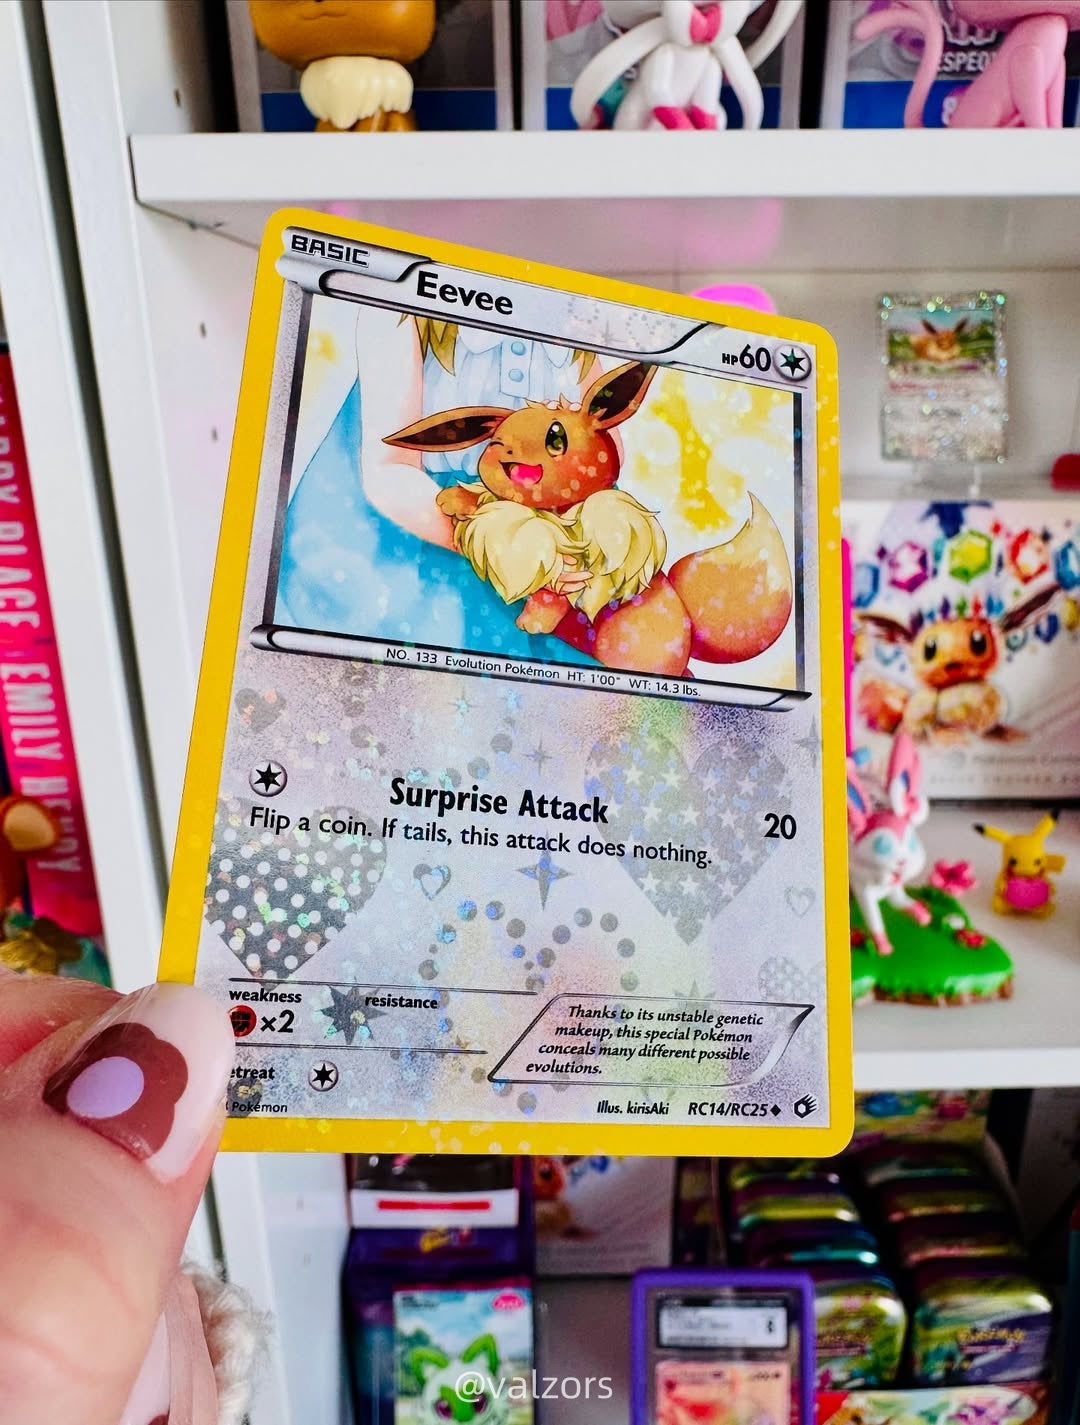 ESPEO
BASIC
Eevee
HP60
NO. 133 Evolution Pokémon HT: 1'00" WT: 14.3 lbs.
Surprise Attack
20
Flip a coin. If tails, this attack does nothing.
weakness
×2
resistance
etreat
Thanks to its unstable genetic
makeup, this special Pokémon
conceals many different possible
evolutions.
Pokémon
Illus. kirisAki
RC14/RC25
PLACE EMILY HENRY
@valzors